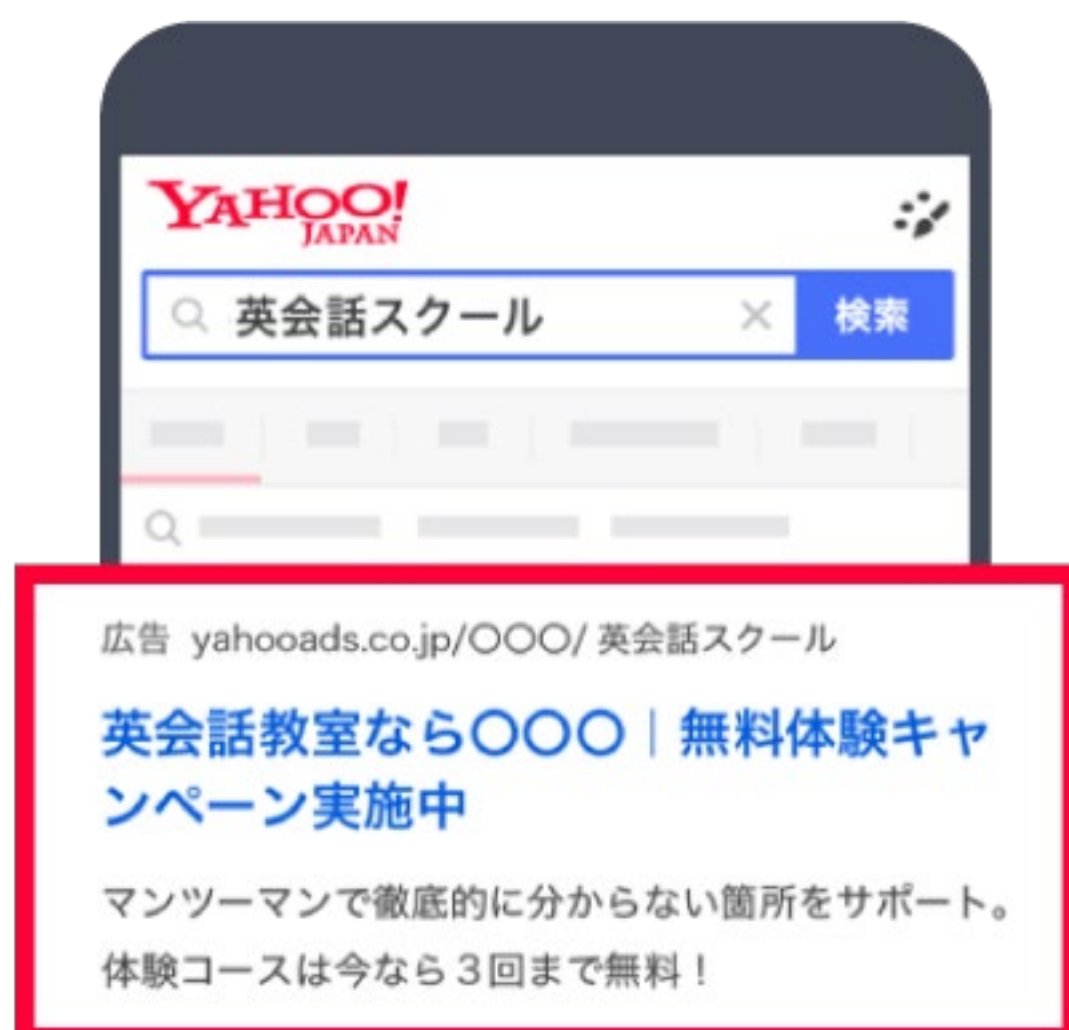 YAHOO!
JAPAN
英会話スクール
検索
広告 yahooads.co.jp/〇〇〇/ 英会話スクール
英会話教室なら〇〇〇｜無料体験キャ
ンペーン実施中
マンツーマンで徹底的に分からない箇所をサポート。
体験コースは今なら３回まで無料！